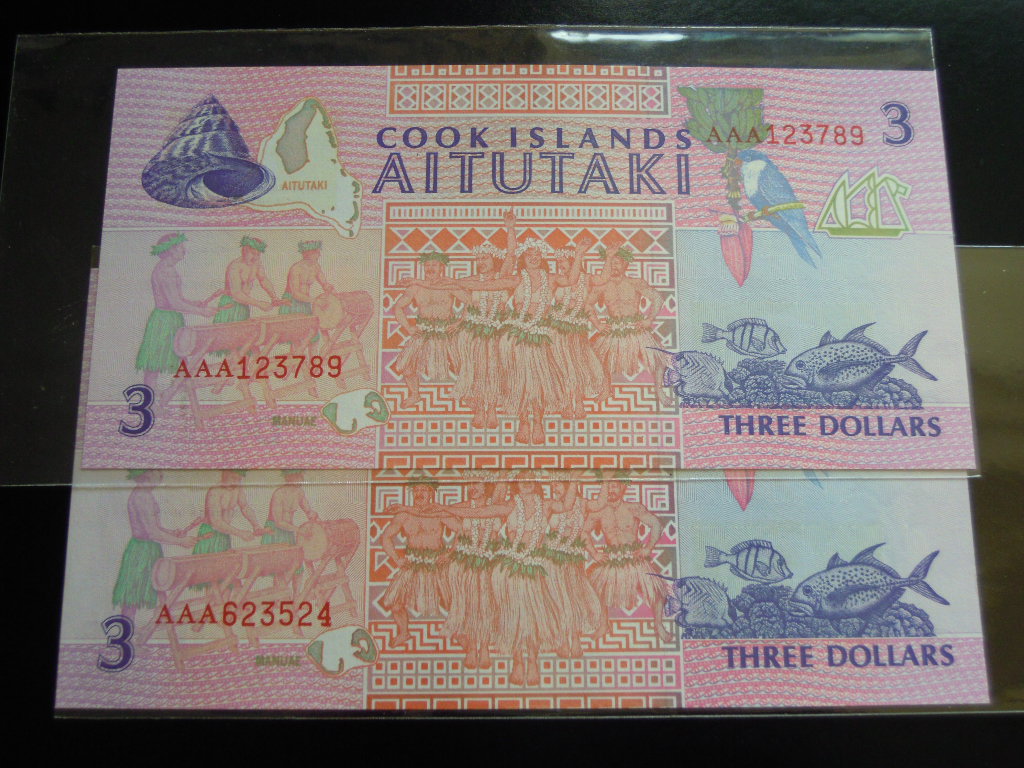 COOK ISLANDS
AITUTAKI
AAA123789
3
AITUTAKI
AAA123789
3
MANUAE
THREE DOLLARS
AAA623524
3
MANUAE
THREE DOLLARS